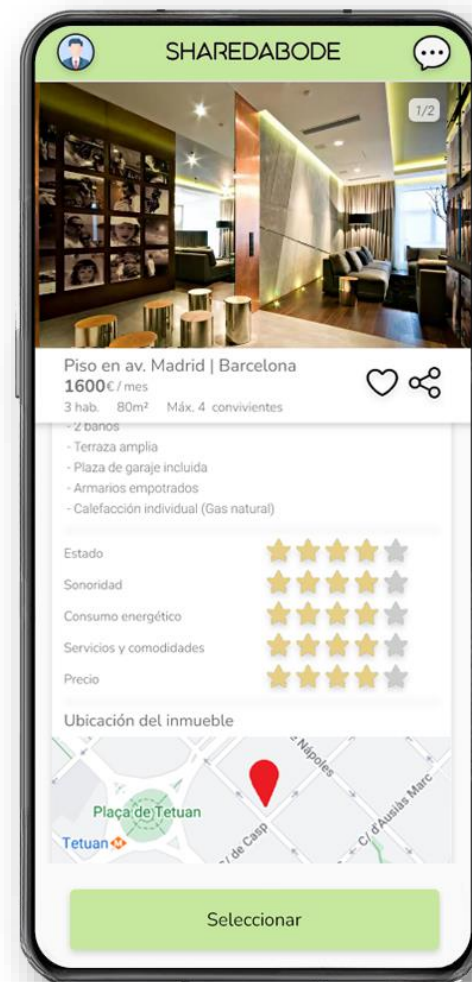 SHAREDABODE
1/2
Piso en av. Madrid | Barcelona
1600€ / mes
3 hab. 80m² Máx. 4 convivientes
- 2 baños
- Terraza amplia
- Plaza de garaje incluida
- Armarios empotrados
- Calefacción individual (Gas natural)
Estado
Sonoridad
Consumo energético
Servicios y comodidades
Precio
Ubicación del inmueble
Nápoles
Plaça de Tetuan
Tetuan M
C/ de Casp
C/ d'Ausiàs Marc
Seleccionar